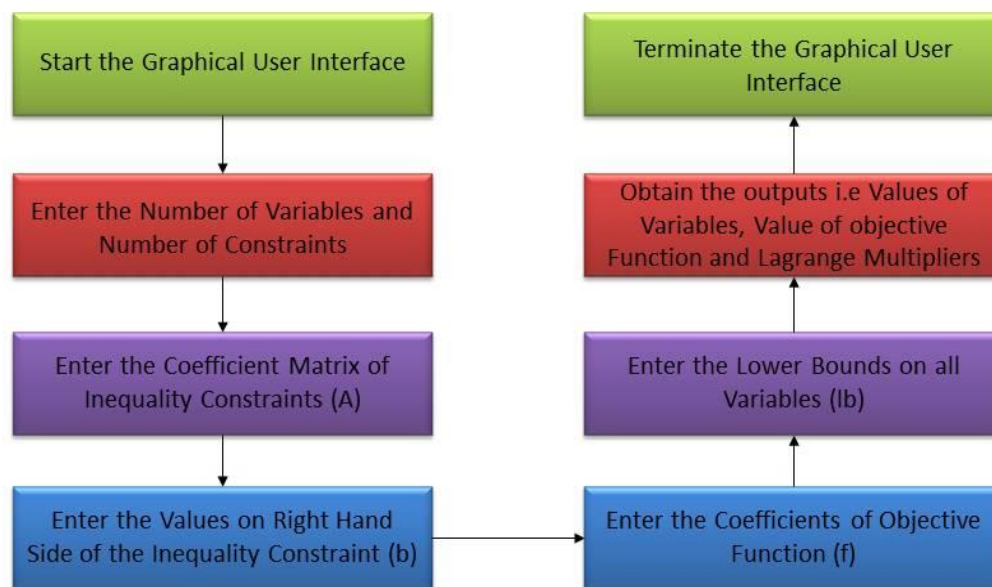 Start the Graphical User Interface
Enter the Number of Variables and
Number of Constraints
Enter the Coefficient Matrix of
Inequality Constraints (A)
Enter the Values on Right Hand
Side of the Inequality Constraint (b)
Enter the Coefficients of Objective
Function (f)
Enter the Lower Bounds on all
Variables (lb)
Obtain the outputs i.e Values of
Variables, Value of objective
Function and Lagrange Multipliers
Terminate the Graphical User
Interface